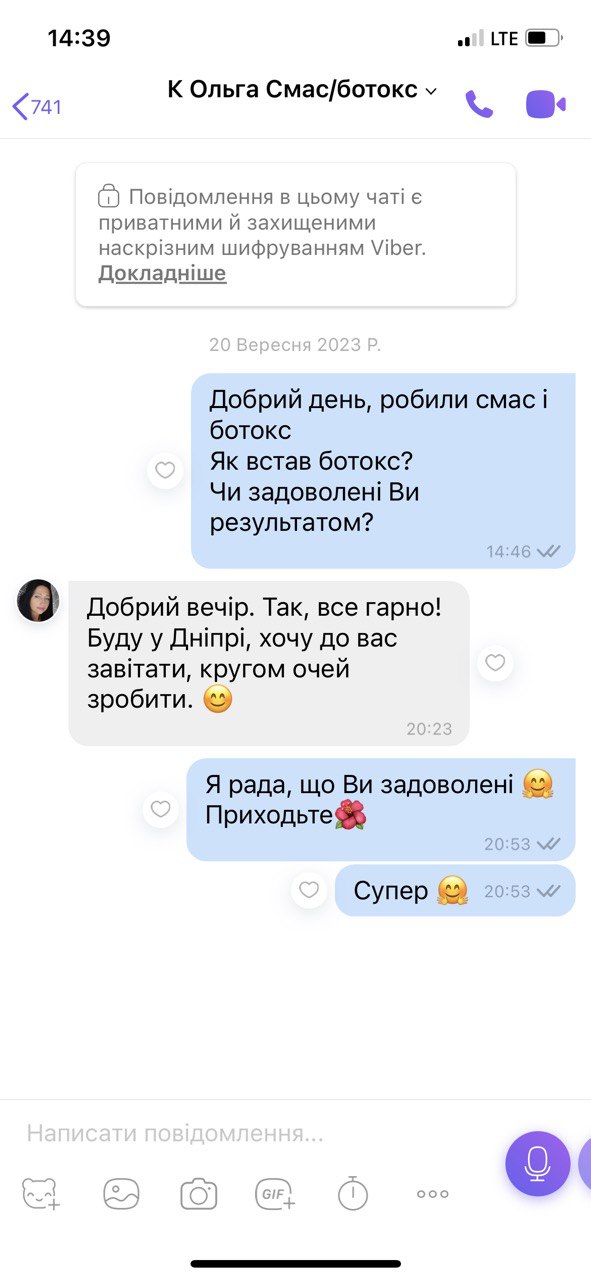 14:39
LTE
741
К Ольга Смас/ботокс
Повідомлення в цьому чаті є
приватними й захищеними
наскрізним шифруванням Viber.
Докладніше
20 Вересня 2023 Р.
Добрий день, робили смас і
ботокс
Як встав ботокс?
Чи задоволені Ви
результатом?
14:46
Добрий вечір. Так, все гарно!
Буду у Дніпрі, хочу до вас
завітати, кругом очей
зробити. 😊
20:23
Я рада, що Ви задоволені 🤗
Приходьте🌺
20:53
Супер 🤗 20:53
Написати повідомлення...
GIF